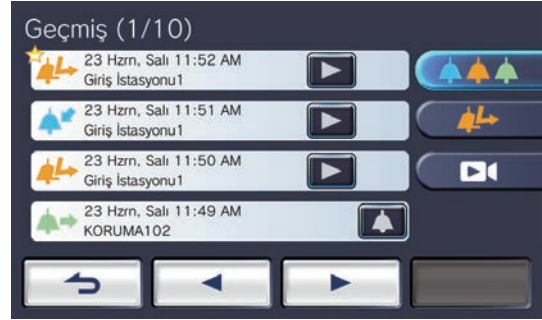 Geçmiş (1/10)
23 Hzrn, Salı 11:52 AM
Giriş İstasyonu1
23 Hzrn, Salı 11:51 AM
Giriş İstasyonu1
23 Hzrn, Salı 11:50 AM
Giriş İstasyonu1
23 Hzrn, Salı 11:49 AM
KORUMA102